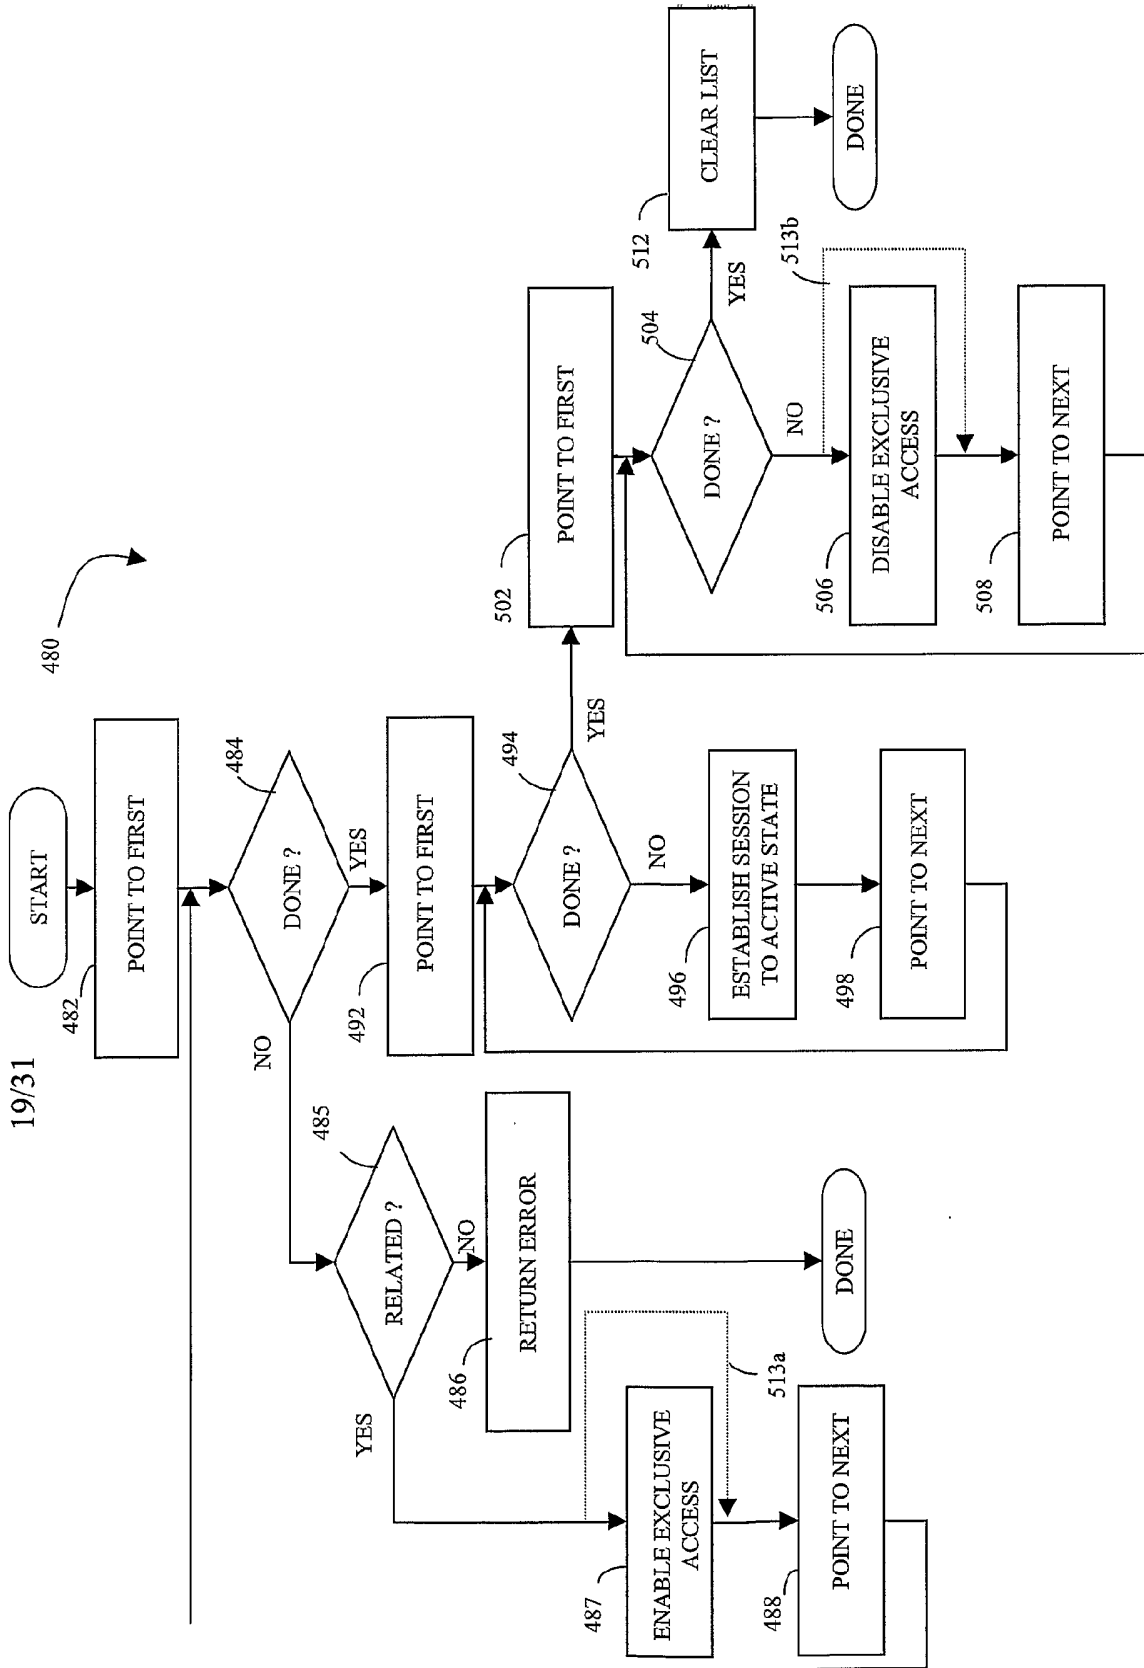 19/31
480
START
482
POINT TO FIRST
484
DONE ?
NO
YES
485
RELATED ?
YES
NO
486
RETURN ERROR
DONE
487
ENABLE EXCLUSIVE
ACCESS
513a
488
POINT TO NEXT
492
POINT TO FIRST
494
DONE ?
YES
NO
496
ESTABLISH SESSION
TO ACTIVE STATE
498
POINT TO NEXT
502
POINT TO FIRST
504
DONE ?
YES
NO
512
CLEAR LIST
DONE
506
DISABLE EXCLUSIVE
ACCESS
513b
508
POINT TO NEXT